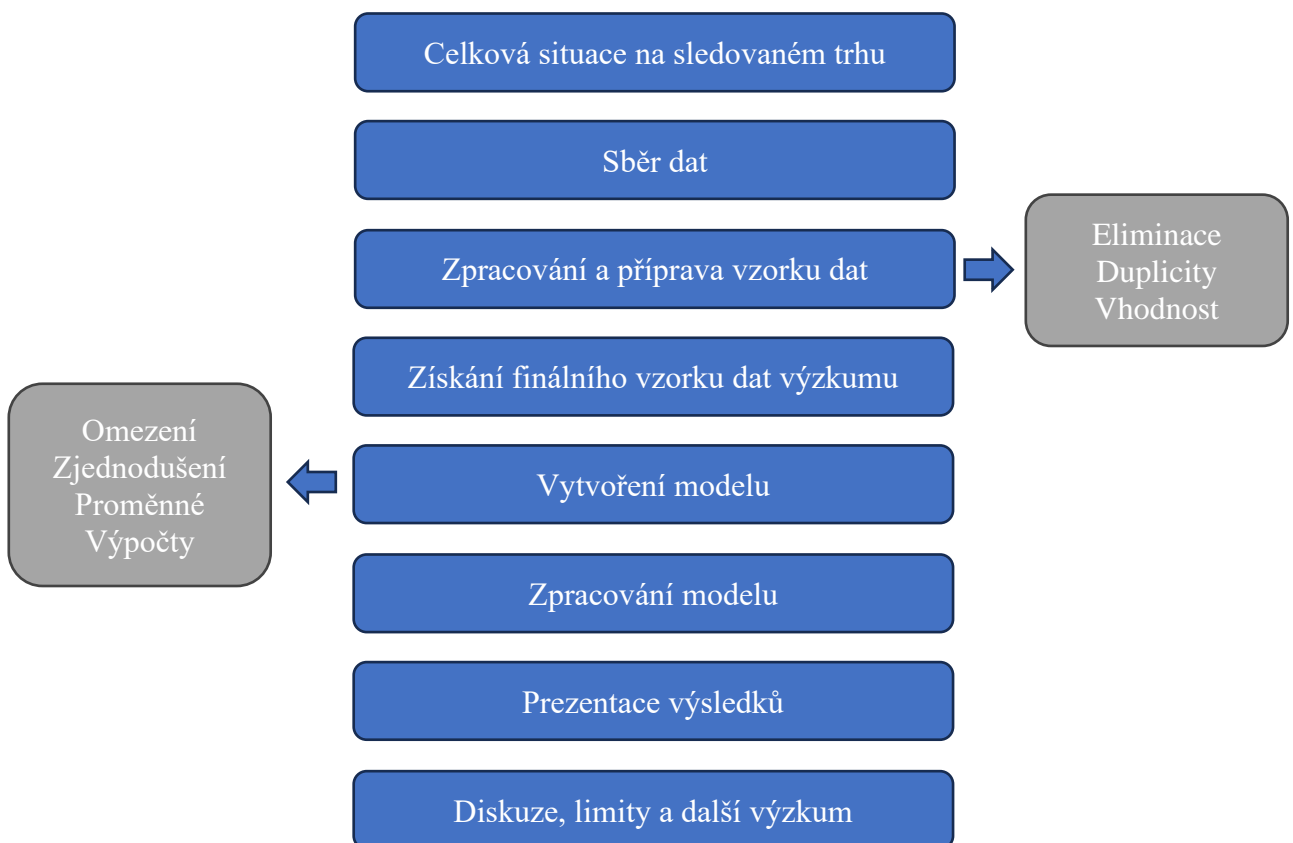 Celková situace na sledovaném trhu
Sběr dat
Zpracování a příprava vzorku dat
Eliminace
Duplicity
Vhodnost
Získání finálního vzorku dat výzkumu
Omezení
Zjednodušení
Proměnné
Výpočty
Vytvoření modelu
Zpracování modelu
Prezentace výsledků
Diskuze, limity a další výzkum